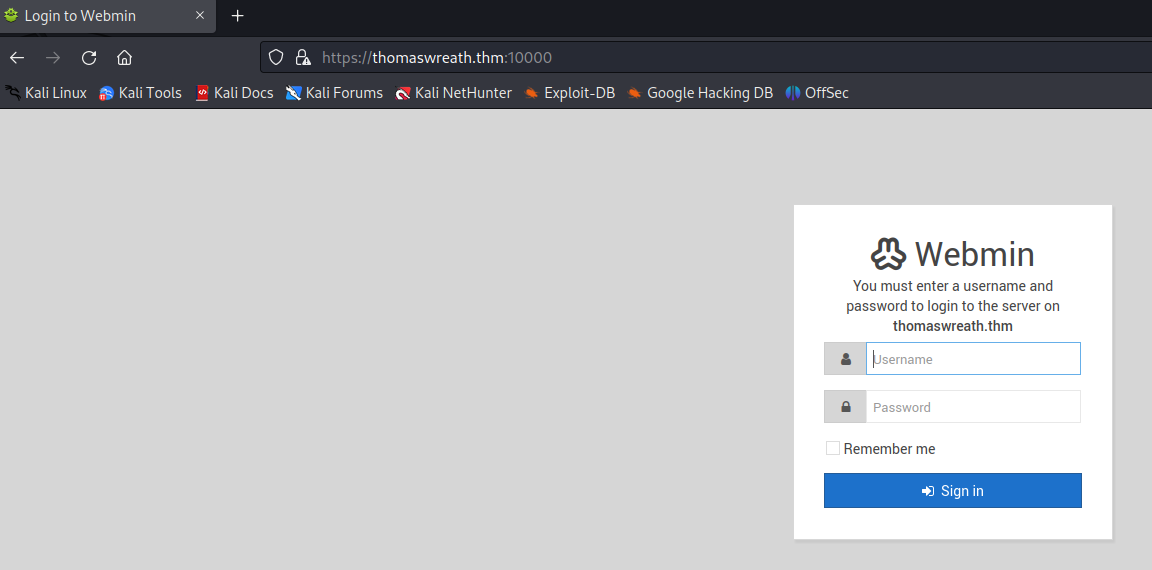 Login to Webmin
https://thomaswreath.thm:10000
Kali Linux Kali Tools Kali Docs Kali Forums Kali NetHunter Exploit-DB Google Hacking DB OffSec
Webmin
You must enter a username and
password to login to the server on
thomaswreath.thm
Username
Password
Remember me
Sign in